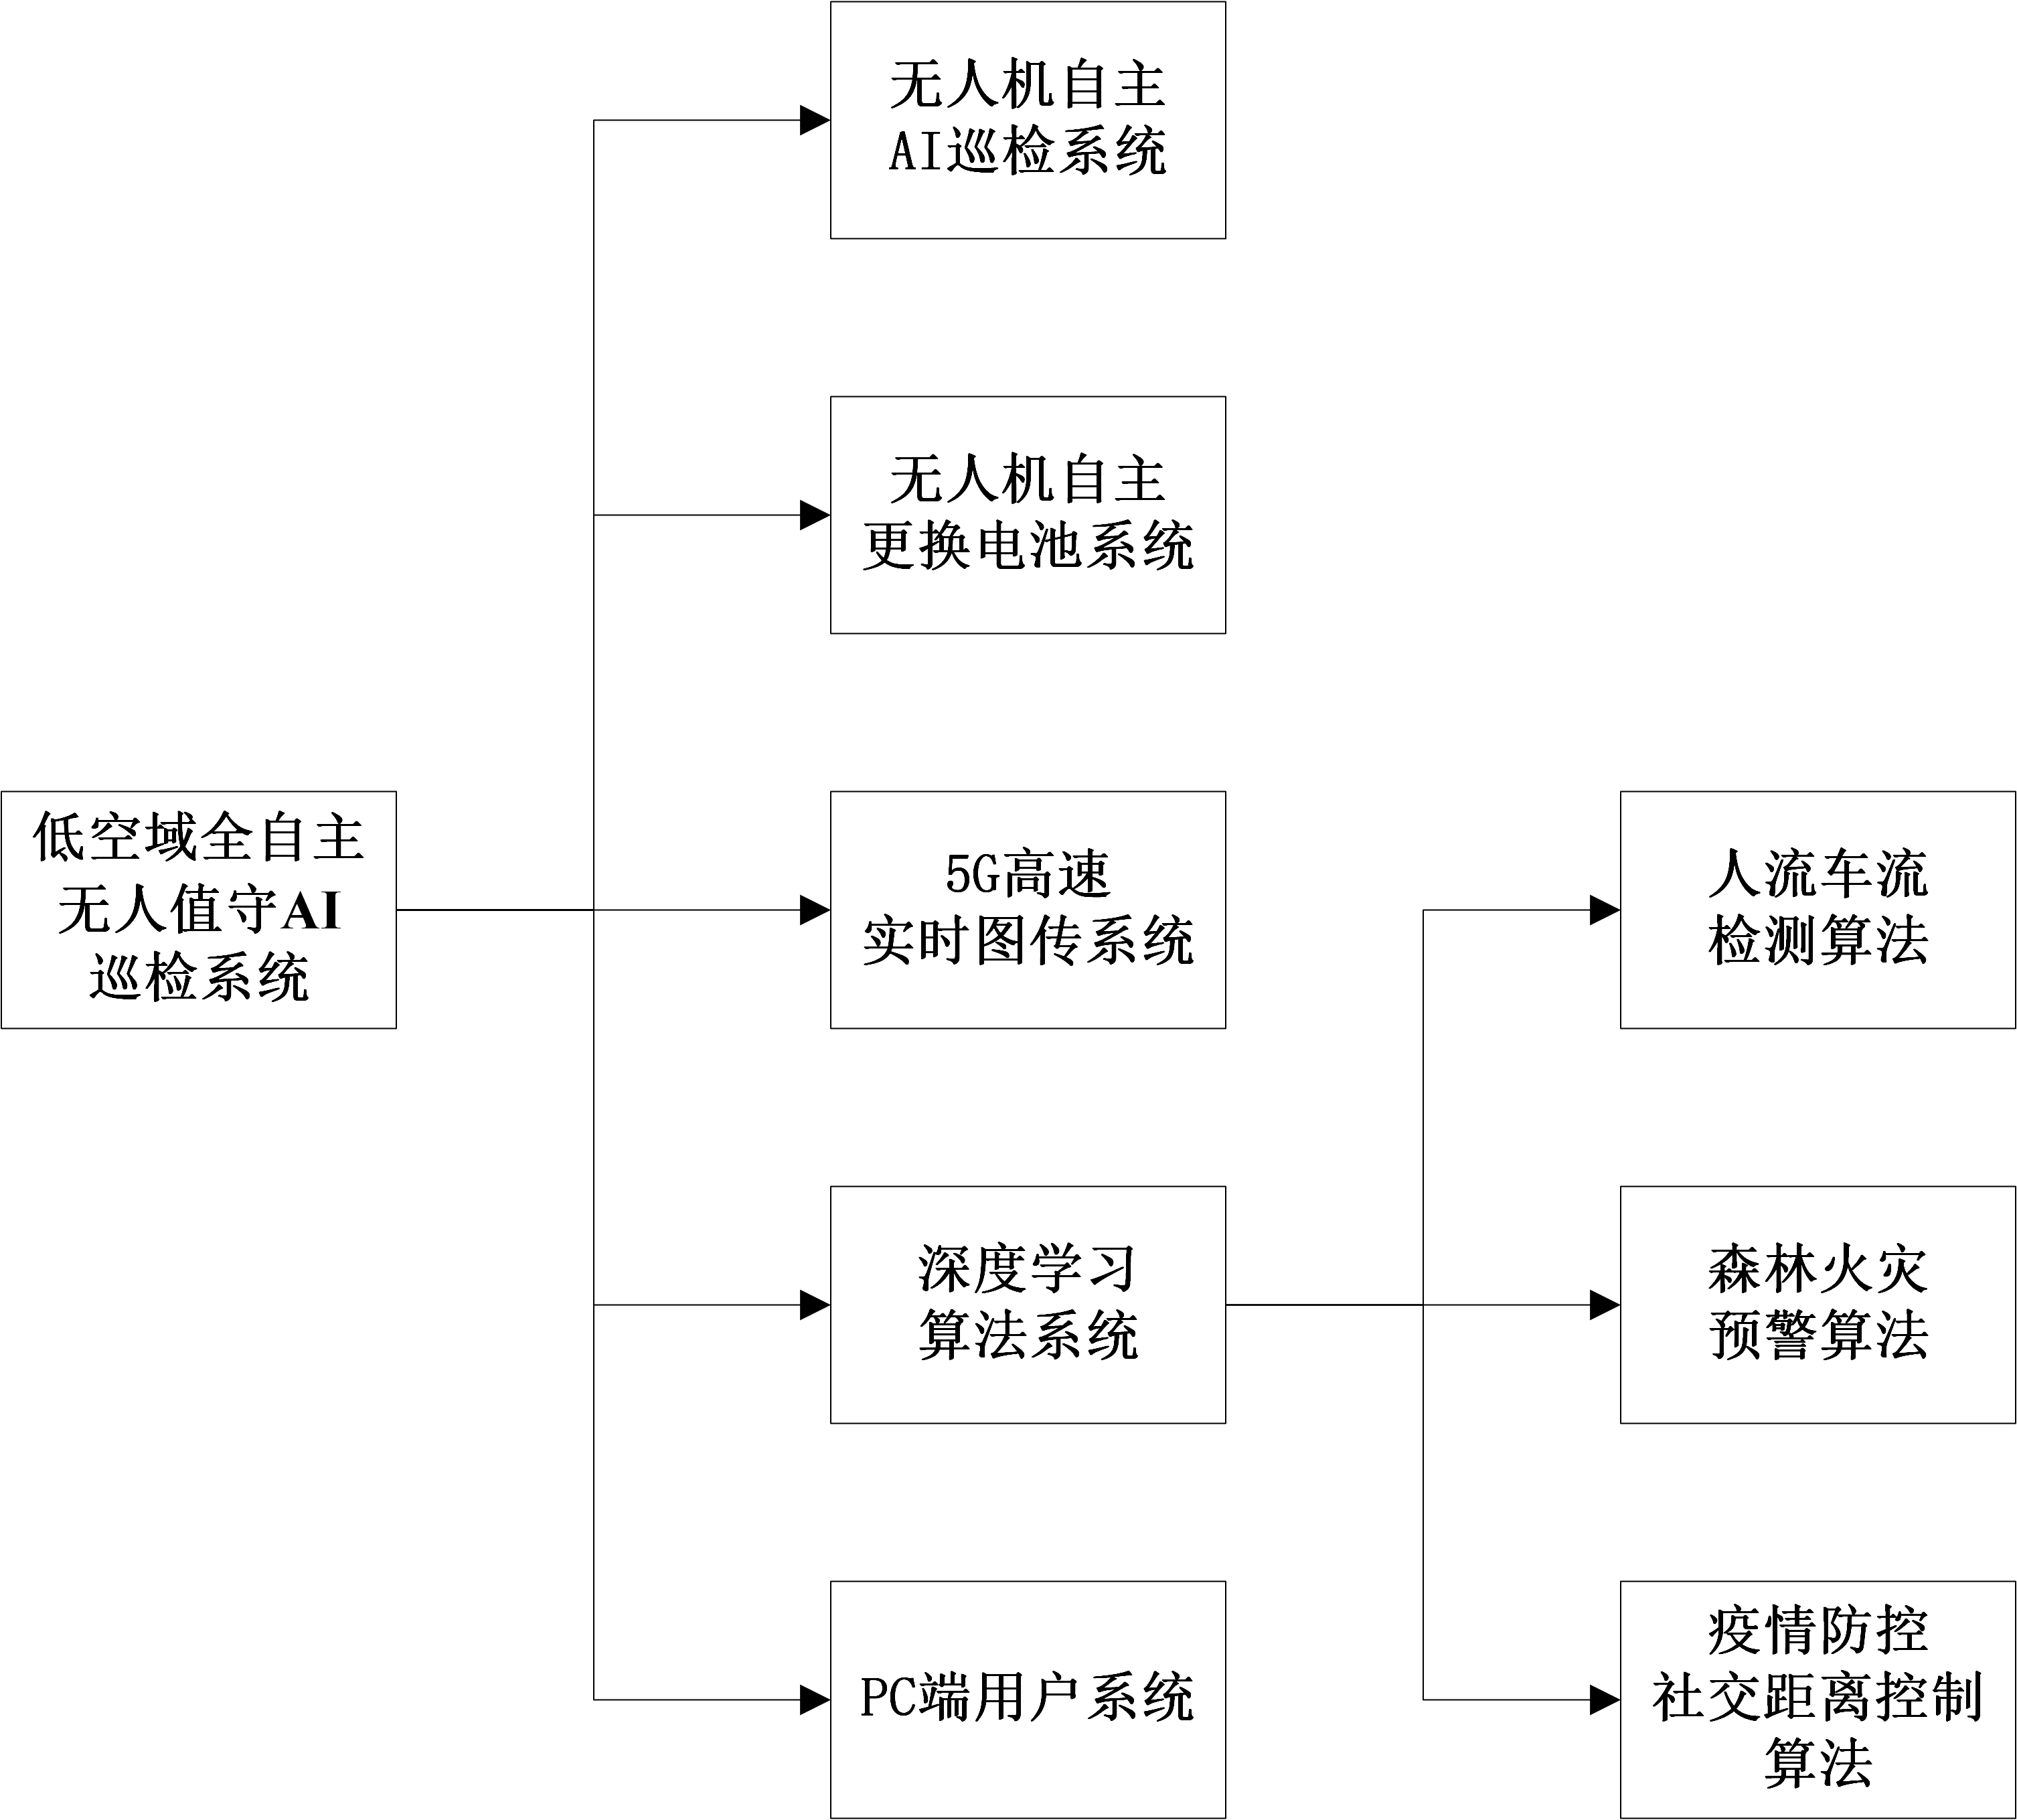 无人机自主
AI巡检系统
无人机自主
更换电池系统
低空域全自主
无人值守AI
巡检系统
5G高速
实时图传系统
人流车流
检测算法
深度学习
算法系统
森林火灾
预警算法
PC端用户系统
疫情防控
社交距离控制
算法